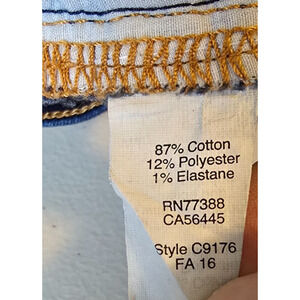 87% Cotton
12% Polyester
1% Elastane
RN77388
CA56445
Style C9176
FA 16